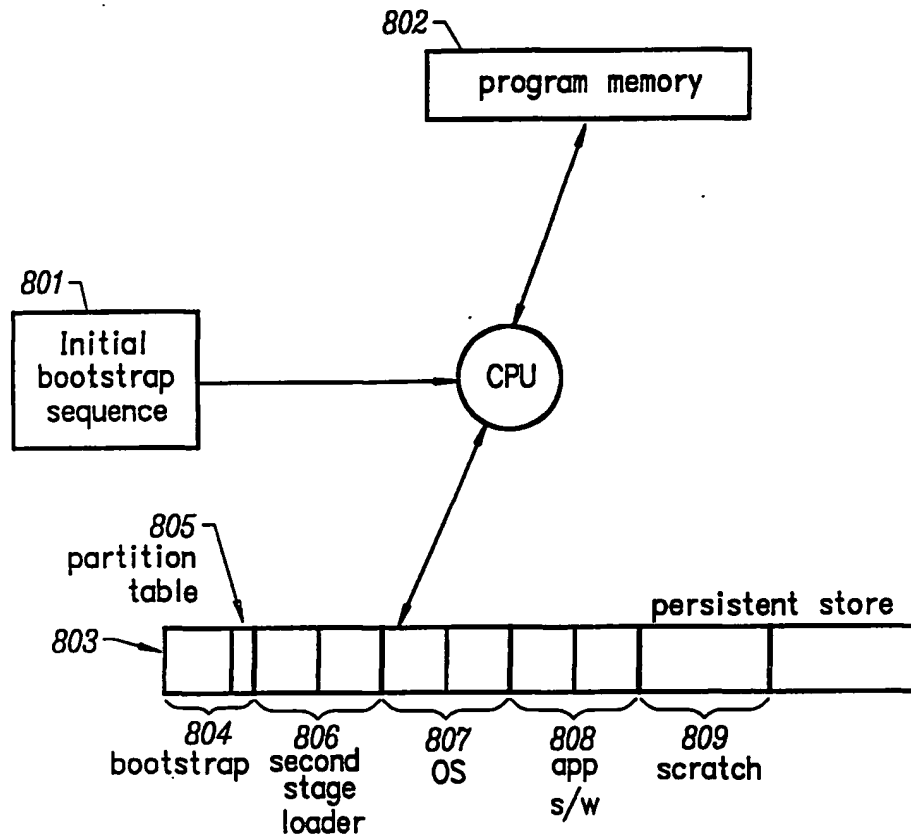 802
program memory
801
Initial
bootstrap
sequence
CPU
805
partition
table
persistent store
803
804
bootstrap
806
second
stage
loader
807
OS
808
app
s/w
809
scratch